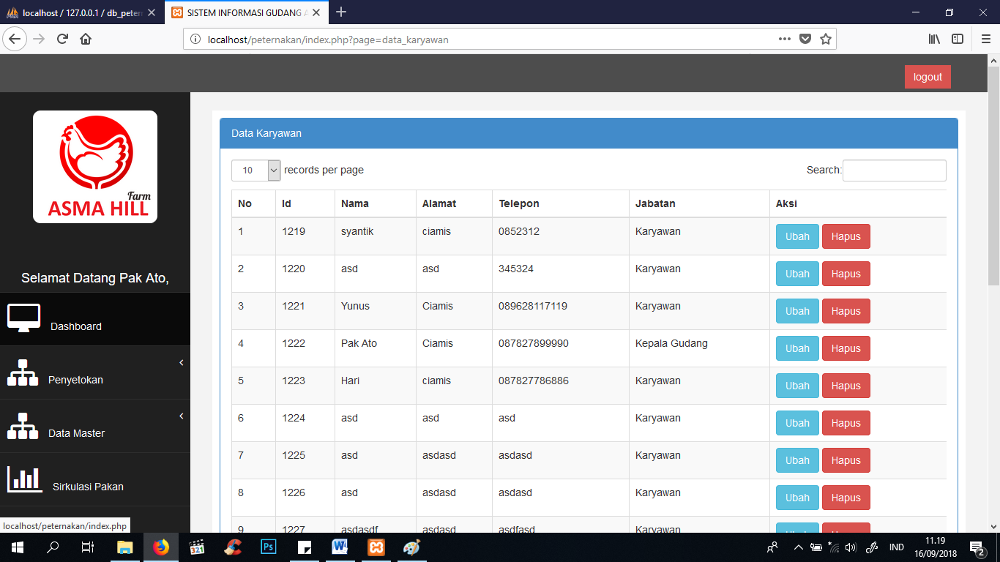 localhost / 127.0.0.1 / db_petern
SISTEM INFORMASI GUDANG A
localhost/peternakan/index.php?page=data_karyawan
logout
Farm
ASMA HILL
Selamat Datang Pak Ato,
Dashboard
Penyetokan
Data Master
Sirkulasi Pakan
localhost/peternakan/index.php
Data Karyawan
10 records per page Search:
No Id Nama Alamat Telepon Jabatan Aksi
1 1219 syantik ciamis 0852312 Karyawan Ubah Hapus
2 1220 asd asd 345324 Karyawan Ubah Hapus
3 1221 Yunus Ciamis 089628117119 Karyawan Ubah Hapus
4 1222 Pak Ato Ciamis 087827899990 Kepala Gudang Ubah Hapus
5 1223 Hari ciamis 087827786886 Karyawan Ubah Hapus
6 1224 asd asd asd Karyawan Ubah Hapus
7 1225 asd asdasd asdasd Karyawan Ubah Hapus
8 1226 asd asdasd asdasd Karyawan Ubah Hapus
9 1227 asdasdf asdasd asdfasd Karyawan Ubah Hapus
321
Ps
W
IND
11.19
16/09/2018
2